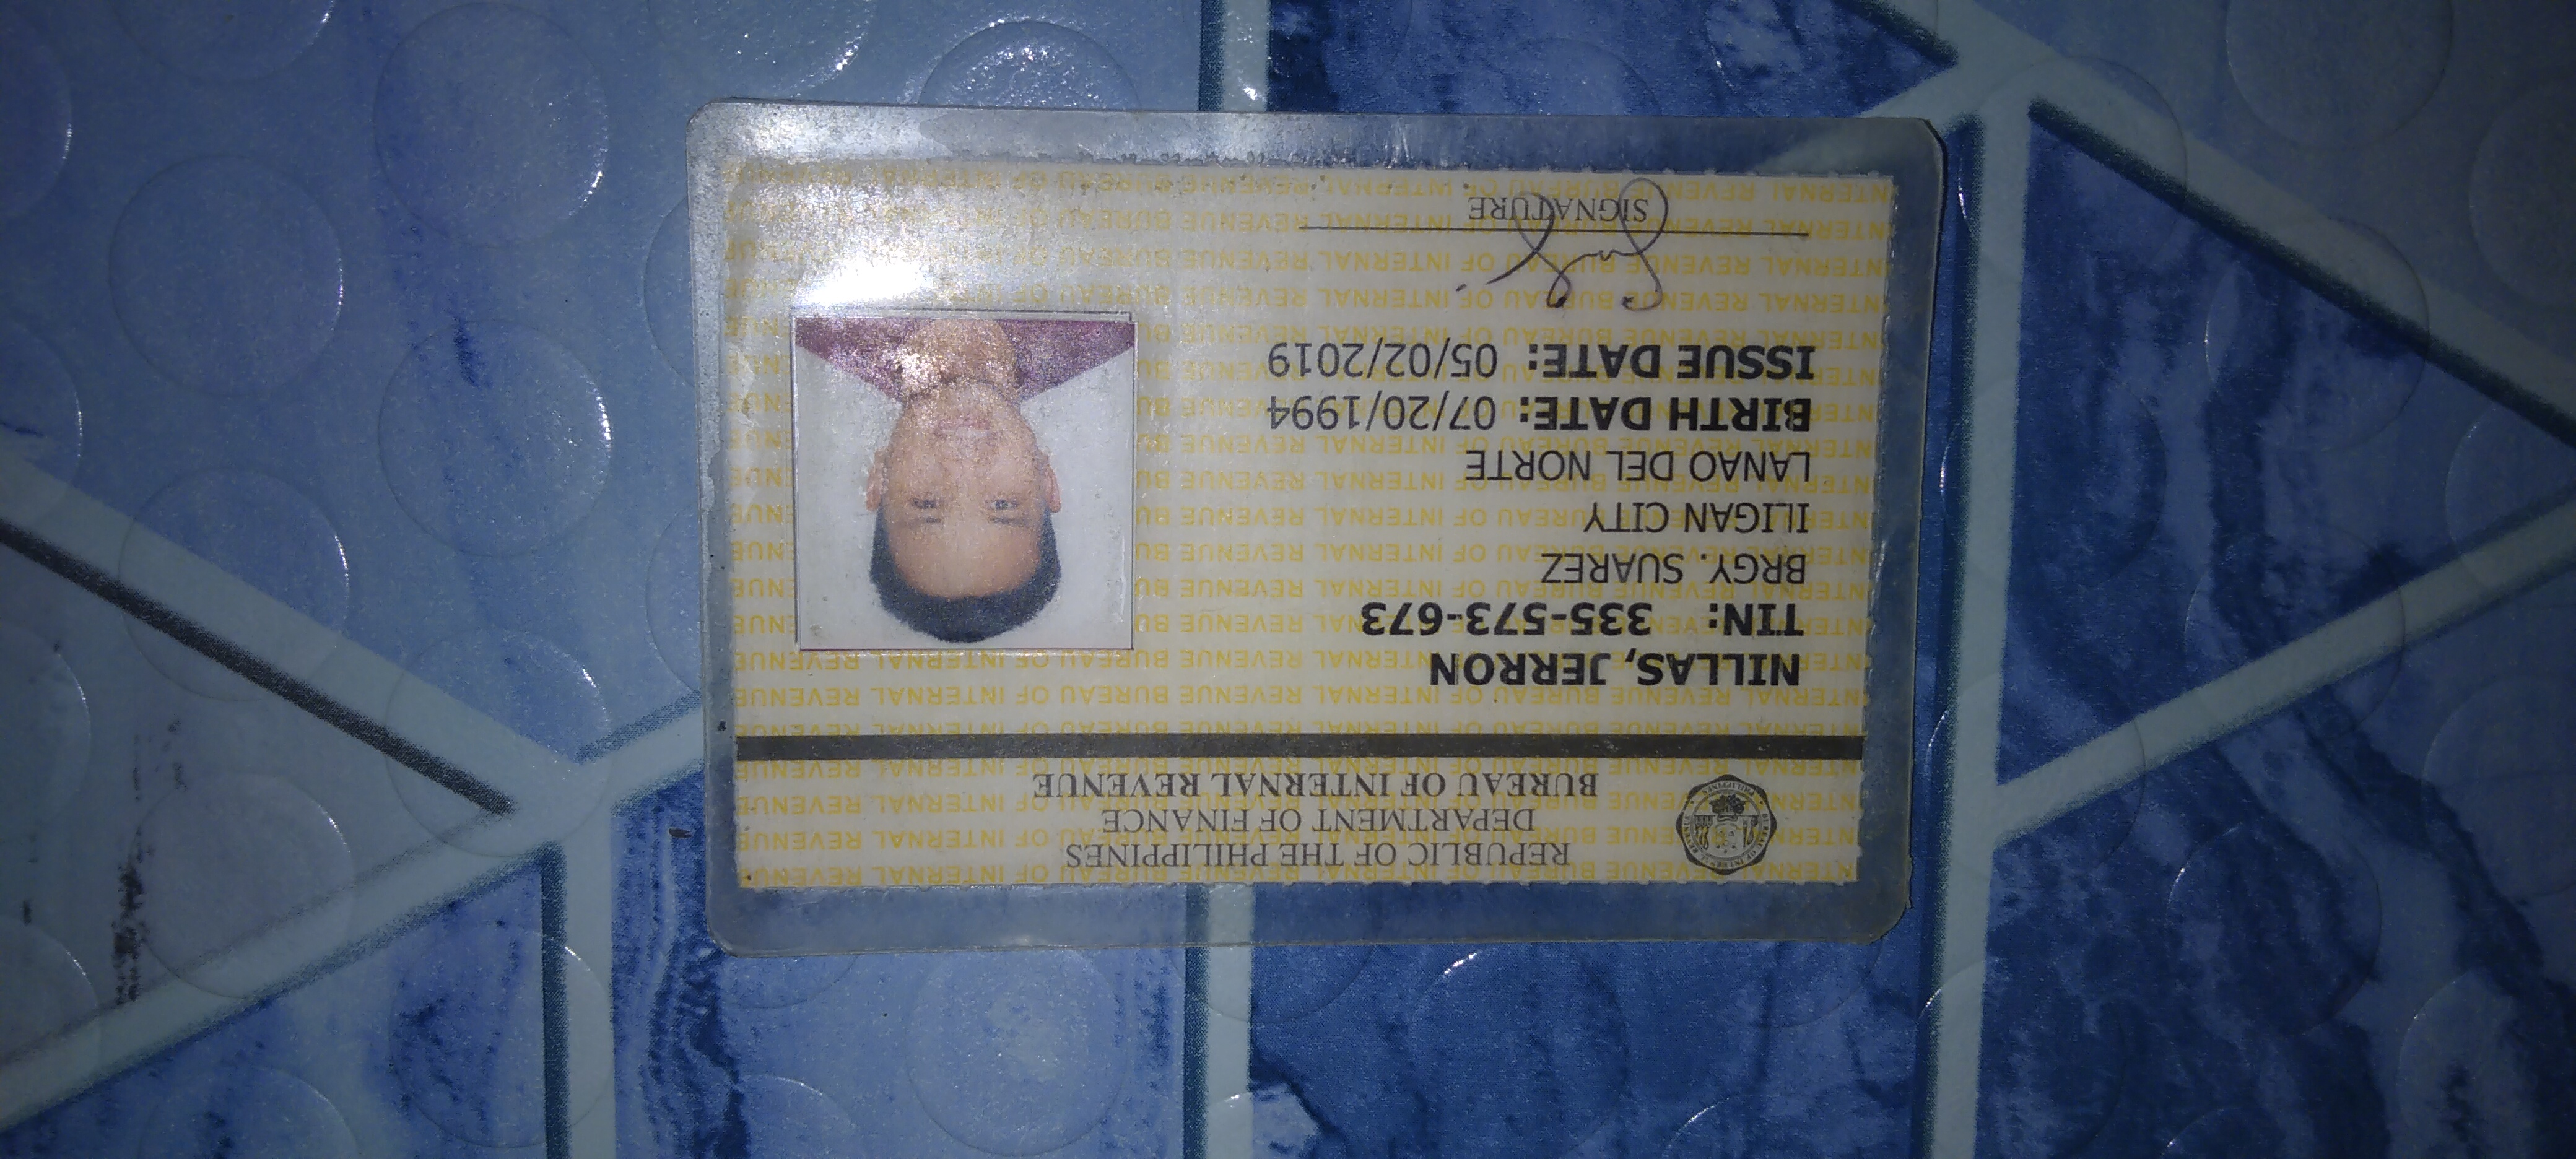 REPUBLIC OF THE PHILIPPINES
DEPARTMENT OF FINANCE
BUREAU OF INTERNAL REVENUE
NILLAS, JERRON
TIN: 335-573-673
BRGY. SUAREZ
ILIGAN CITY
LANAO DEL NORTE
BIRTH DATE: 07/20/1994
ISSUE DATE: 05/02/2019
SIGNATURE